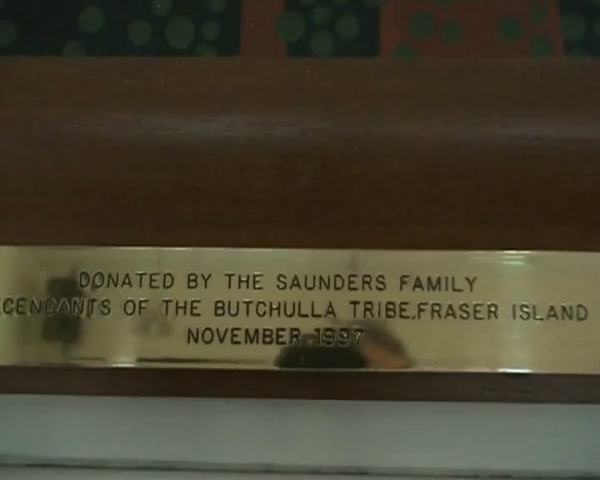 DONATED BY THE SAUNDERS FAMILY
CENDANTS OF THE BUTCHULLA TRIBE,FRASER ISLAND
NOVEMBER 1997